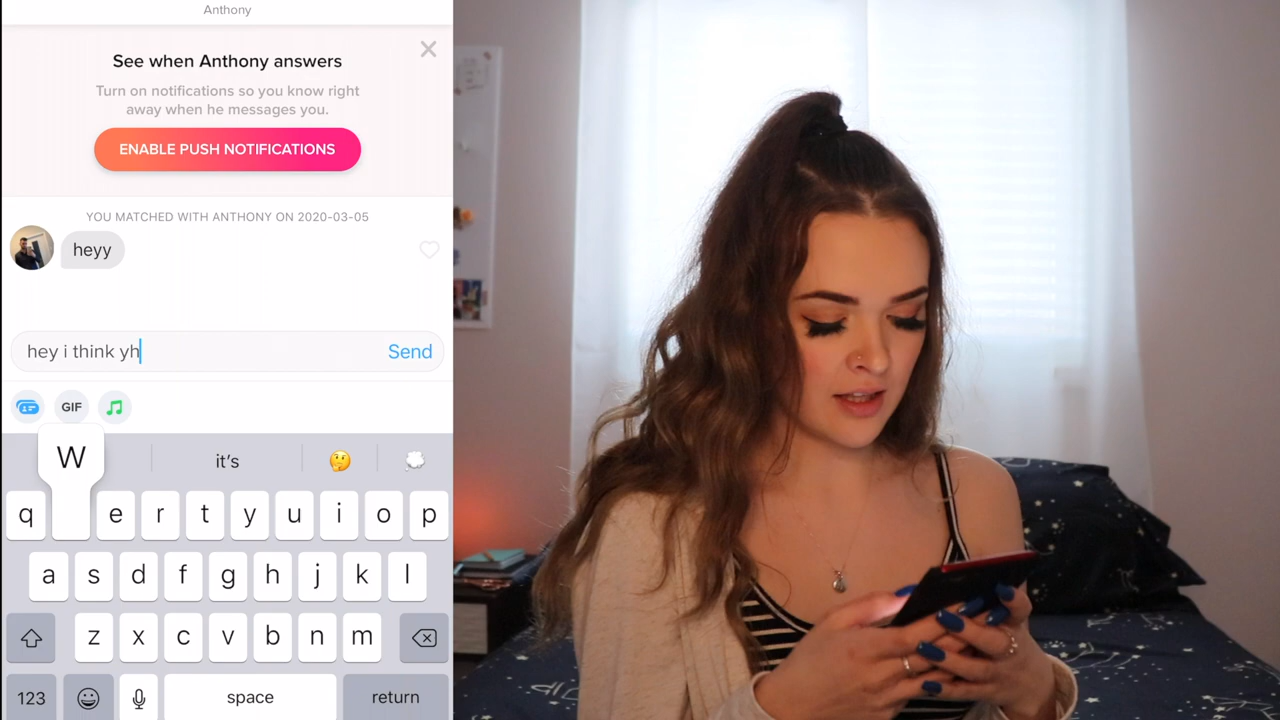 Anthony
See when Anthony answers
Turn on notifications so you know right
away when he messages you.
ENABLE PUSH NOTIFICATIONS
YOU MATCHED WITH ANTHONY ON 2020-03-05
heyy
hey i think yh
Send
GIF
W
it's
q e r t y u i o p
a s d f g h j k l
z x c v b n m
123
space
return